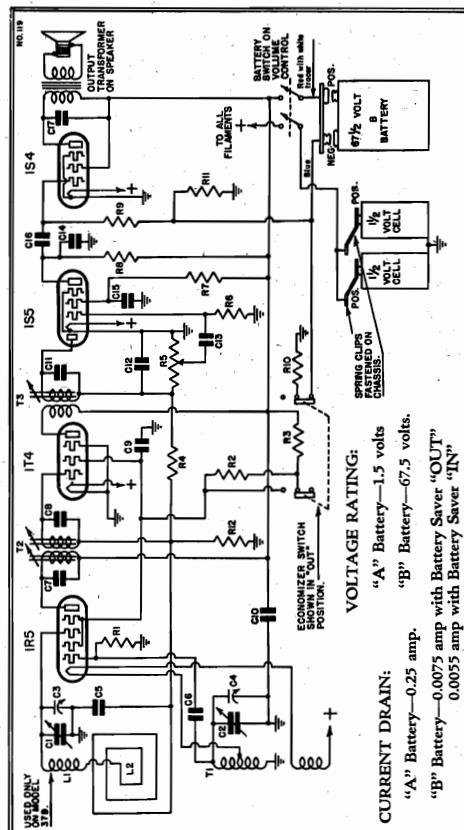 NO. 119
1R5
1T4
1S5
1S4
OUTPUT
TRANSFORMER
ON SPEAKER
USED ONLY
ON MODEL
379.
L1
L2
C1
C3
C5
C7
T2
C8
C9
T3
C11
C12
C13
C14
C15
C16
C17
R1
R12
R4
R5
R6
R7
R8
R9
R11
C6
T1
C2
C4
C10
R2
R3
R10
TO ALL
FILAMENTS
BATTERY
SWITCH ON
VOLUME
CONTROL
Red with white
tracer
Blue
NEG.
POS.
67½ VOLT
B
BATTERY
ECONOMIZER SWITCH
SHOWN IN "OUT"
POSITION.
SPRING CLIPS
FASTENED ON
CHASSIS.
POS.
POS.
1½
VOLT
CELL
1½
VOLT
CELL
VOLTAGE RATING:
"A" Battery—1.5 volts
"B" Battery—67.5 volts.
CURRENT DRAIN:
"A" Battery—0.25 amp.
"B" Battery—0.0075 amp with Battery Saver "OUT"
0.0055 amp with Battery Saver "IN"